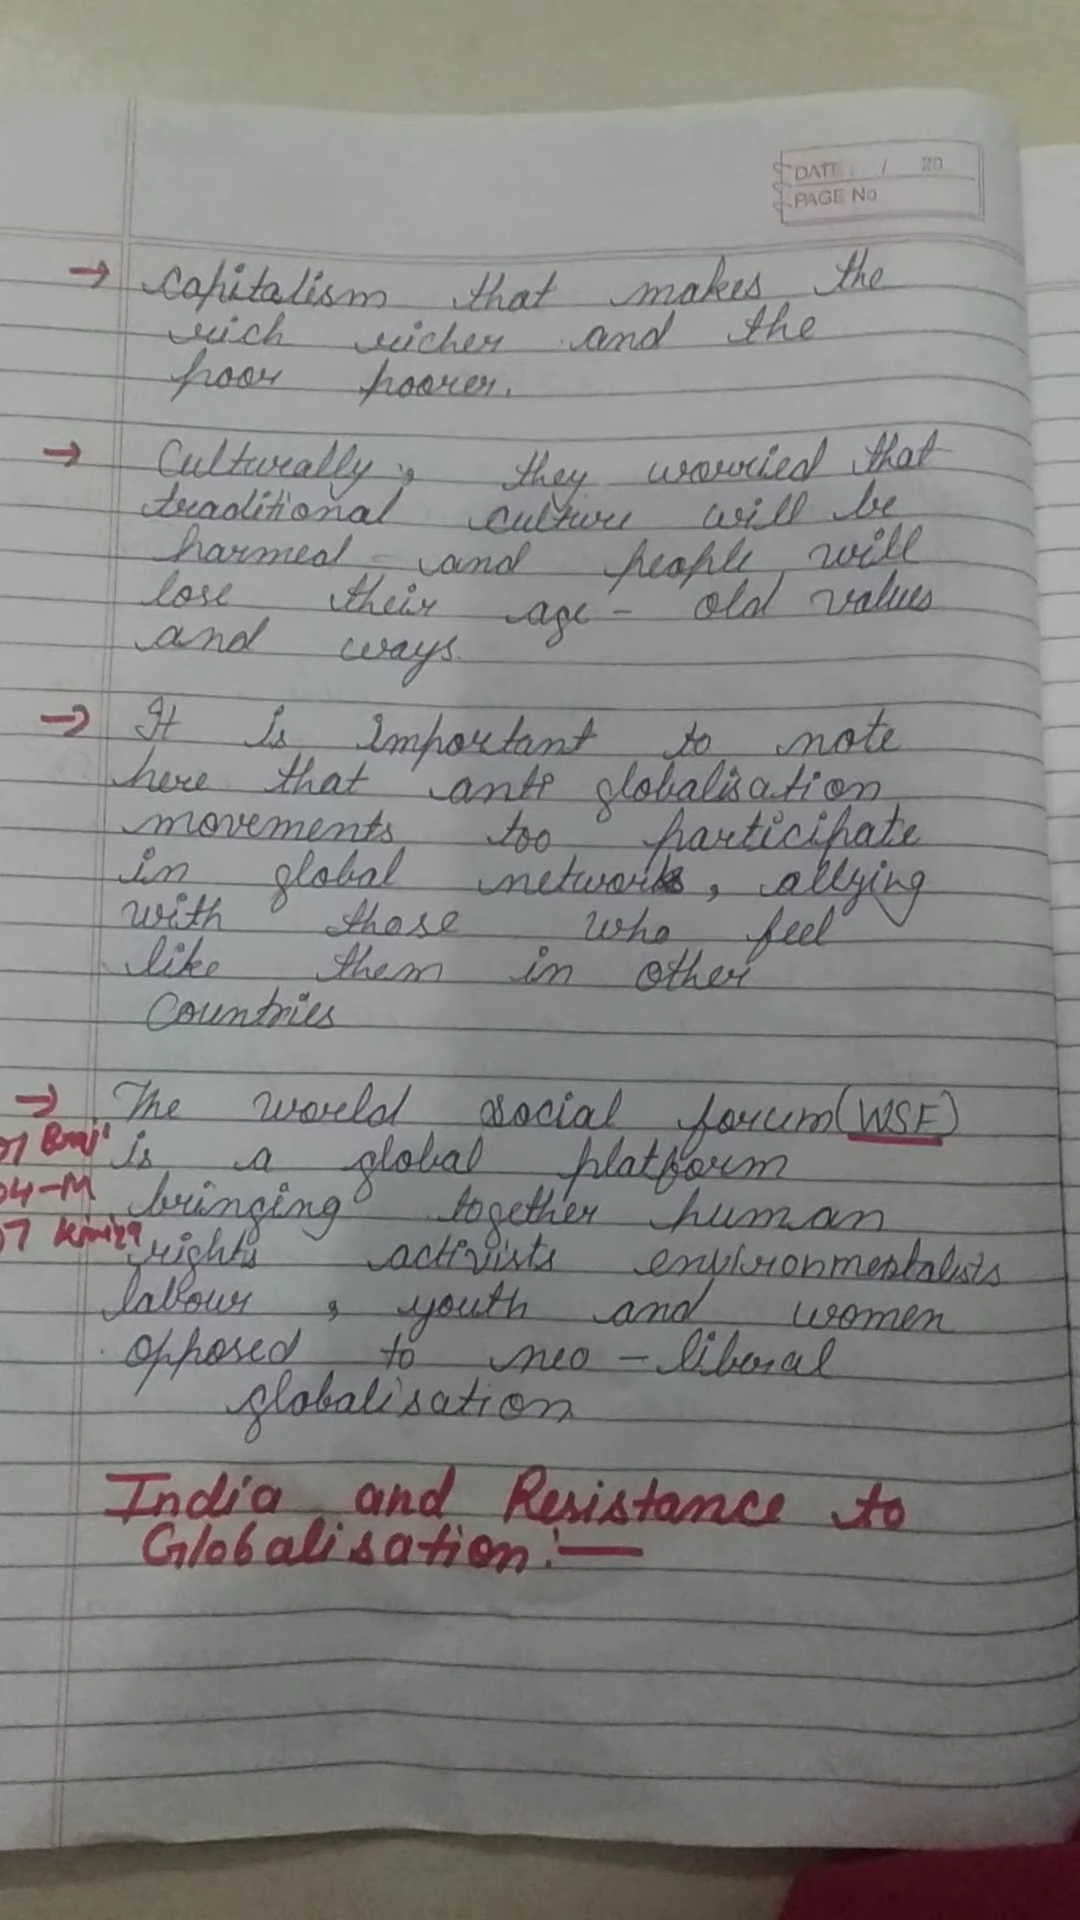 DATE: / 20
PAGE No
→ capitalism that makes the
rich richer and the
poor poorer.
→ Culturally, they worried that
traditional culture will be
harmed - and people will
lose their age - old values
and ways.
→ It is important to note
here that anti globalisation
movements too participate
in global networks, allying
with those who feel
like them in other
Countries
→ The world social forum (WSF)
is a global platform
04-M bringing together human
rights activists environmentalists
labour , youth and women
opposed to neo - liberal
globalisation
India and Resistance to
Globalisation:—